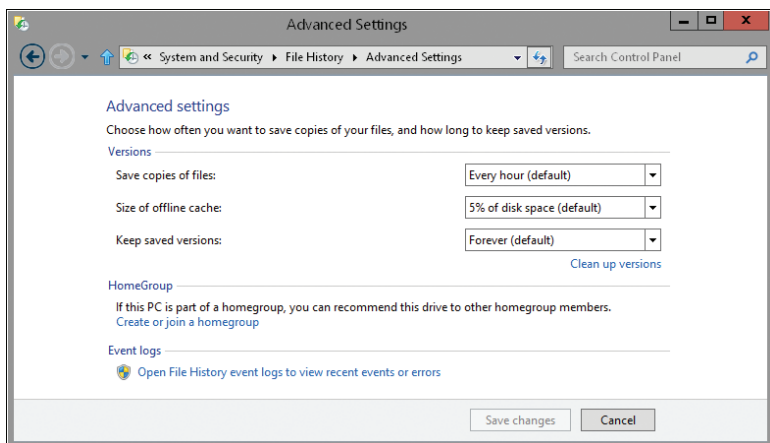 Advanced Settings
« System and Security ▸ File History ▸ Advanced Settings
Search Control Panel
Advanced settings
Choose how often you want to save copies of your files, and how long to keep saved versions.
Versions
Save copies of files: Every hour (default)
Size of offline cache: 5% of disk space (default)
Keep saved versions: Forever (default)
Clean up versions
HomeGroup
If this PC is part of a homegroup, you can recommend this drive to other homegroup members.
Create or join a homegroup
Event logs
Open File History event logs to view recent events or errors
Save changes Cancel